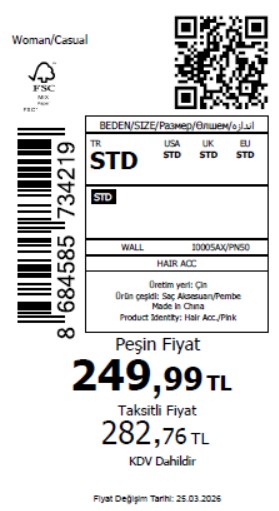 Woman/Casual
FSC
MIX
Paper
FSC®
8 684585 734219
BEDEN/SIZE/Размер/Өлшем/اندازه
TR USA UK EU
STD STD STD STD
STD
WALL I0005AX/PN50
HAIR ACC
Üretim yeri: Çin
Ürün çeşidi: Saç Aksesuarı/Pembe
Made in China
Product Identity: Hair Acc./Pink
Peşin Fiyat
249,99 TL
Taksitli Fiyat
282,76 TL
KDV Dahildir
Fiyat Değişim Tarihi: 25.03.2026